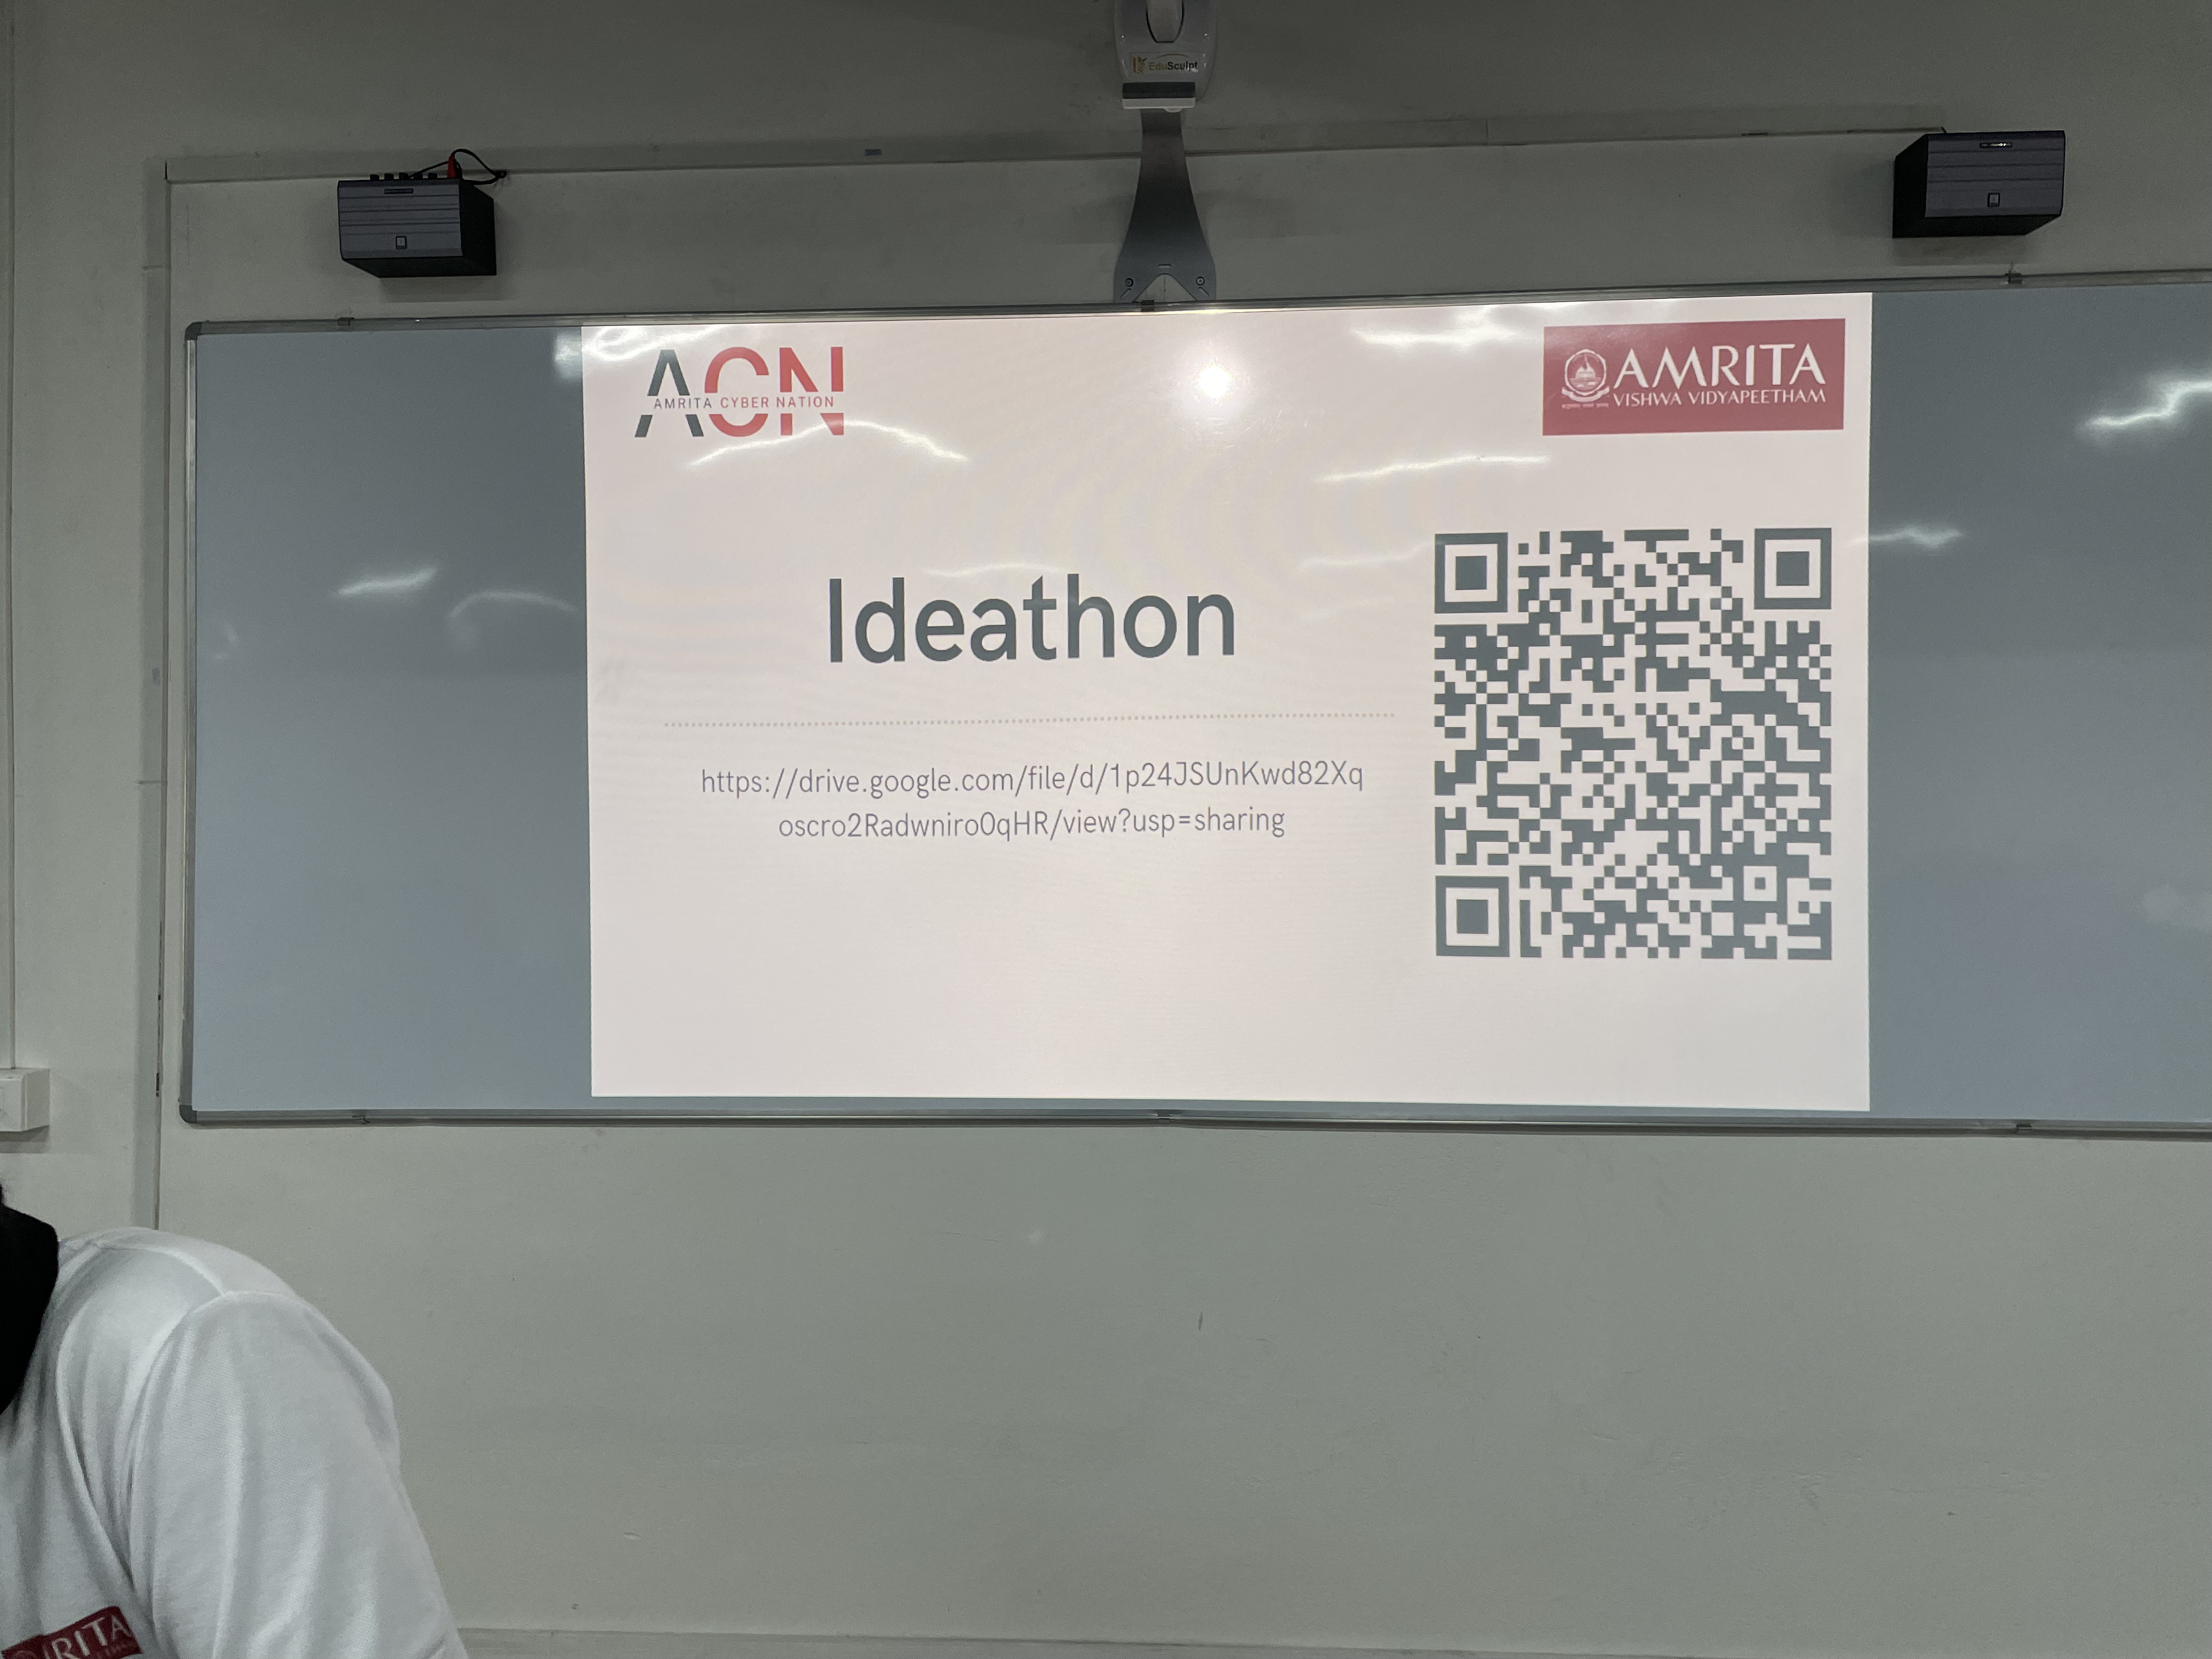 EduSculpt
ACN
AMRITA CYBER NATION
AMRITA
VISHWA VIDYAPEETHAM
Ideathon
https://drive.google.com/file/d/1p24JSUnKwd82Xq
oscro2Radwniro0qHR/view?usp=sharing
RITA